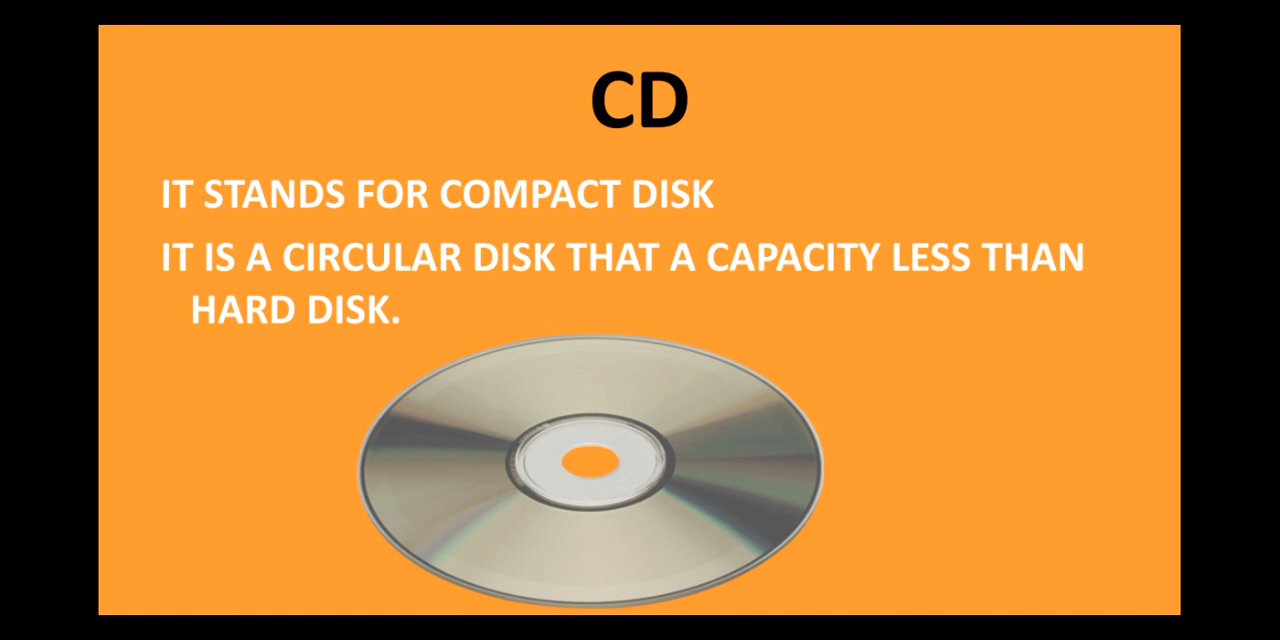 CD
IT STANDS FOR COMPACT DISK
IT IS A CIRCULAR DISK THAT A CAPACITY LESS THAN
HARD DISK.